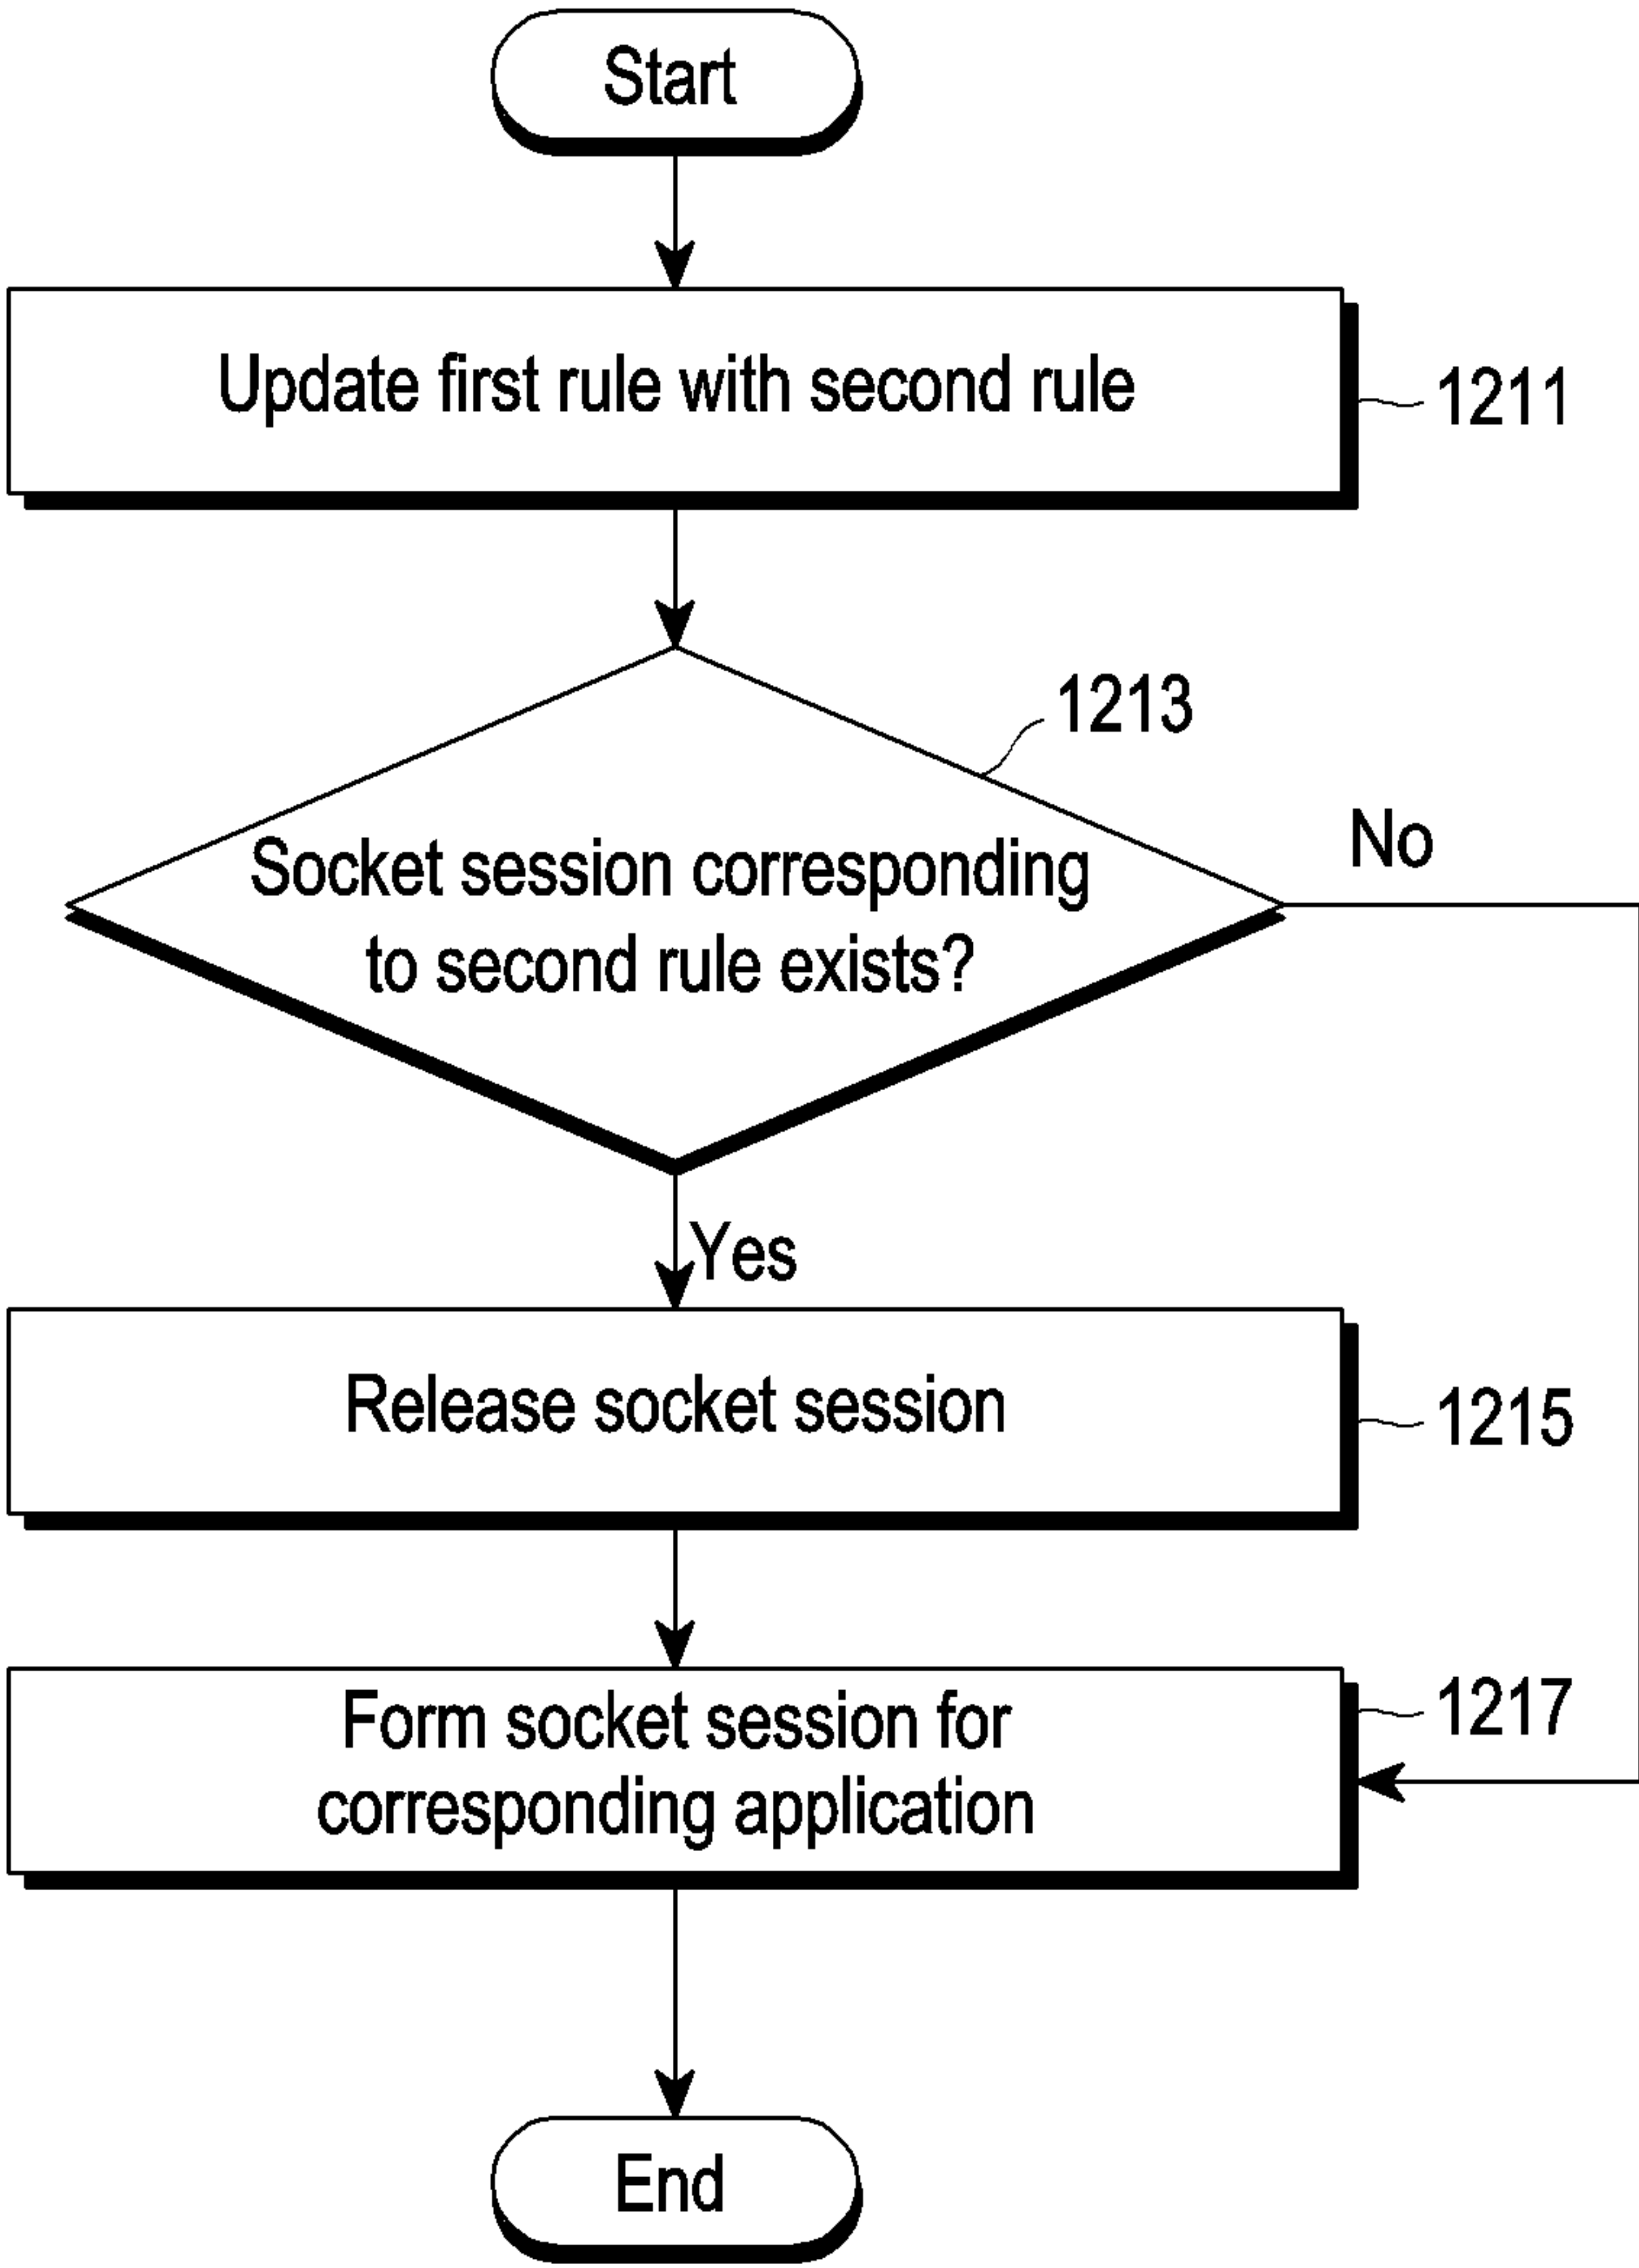 Start
Update first rule with second rule
1211
1213
Socket session corresponding
to second rule exists?
No
Yes
Release socket session
1215
Form socket session for
corresponding application
1217
End